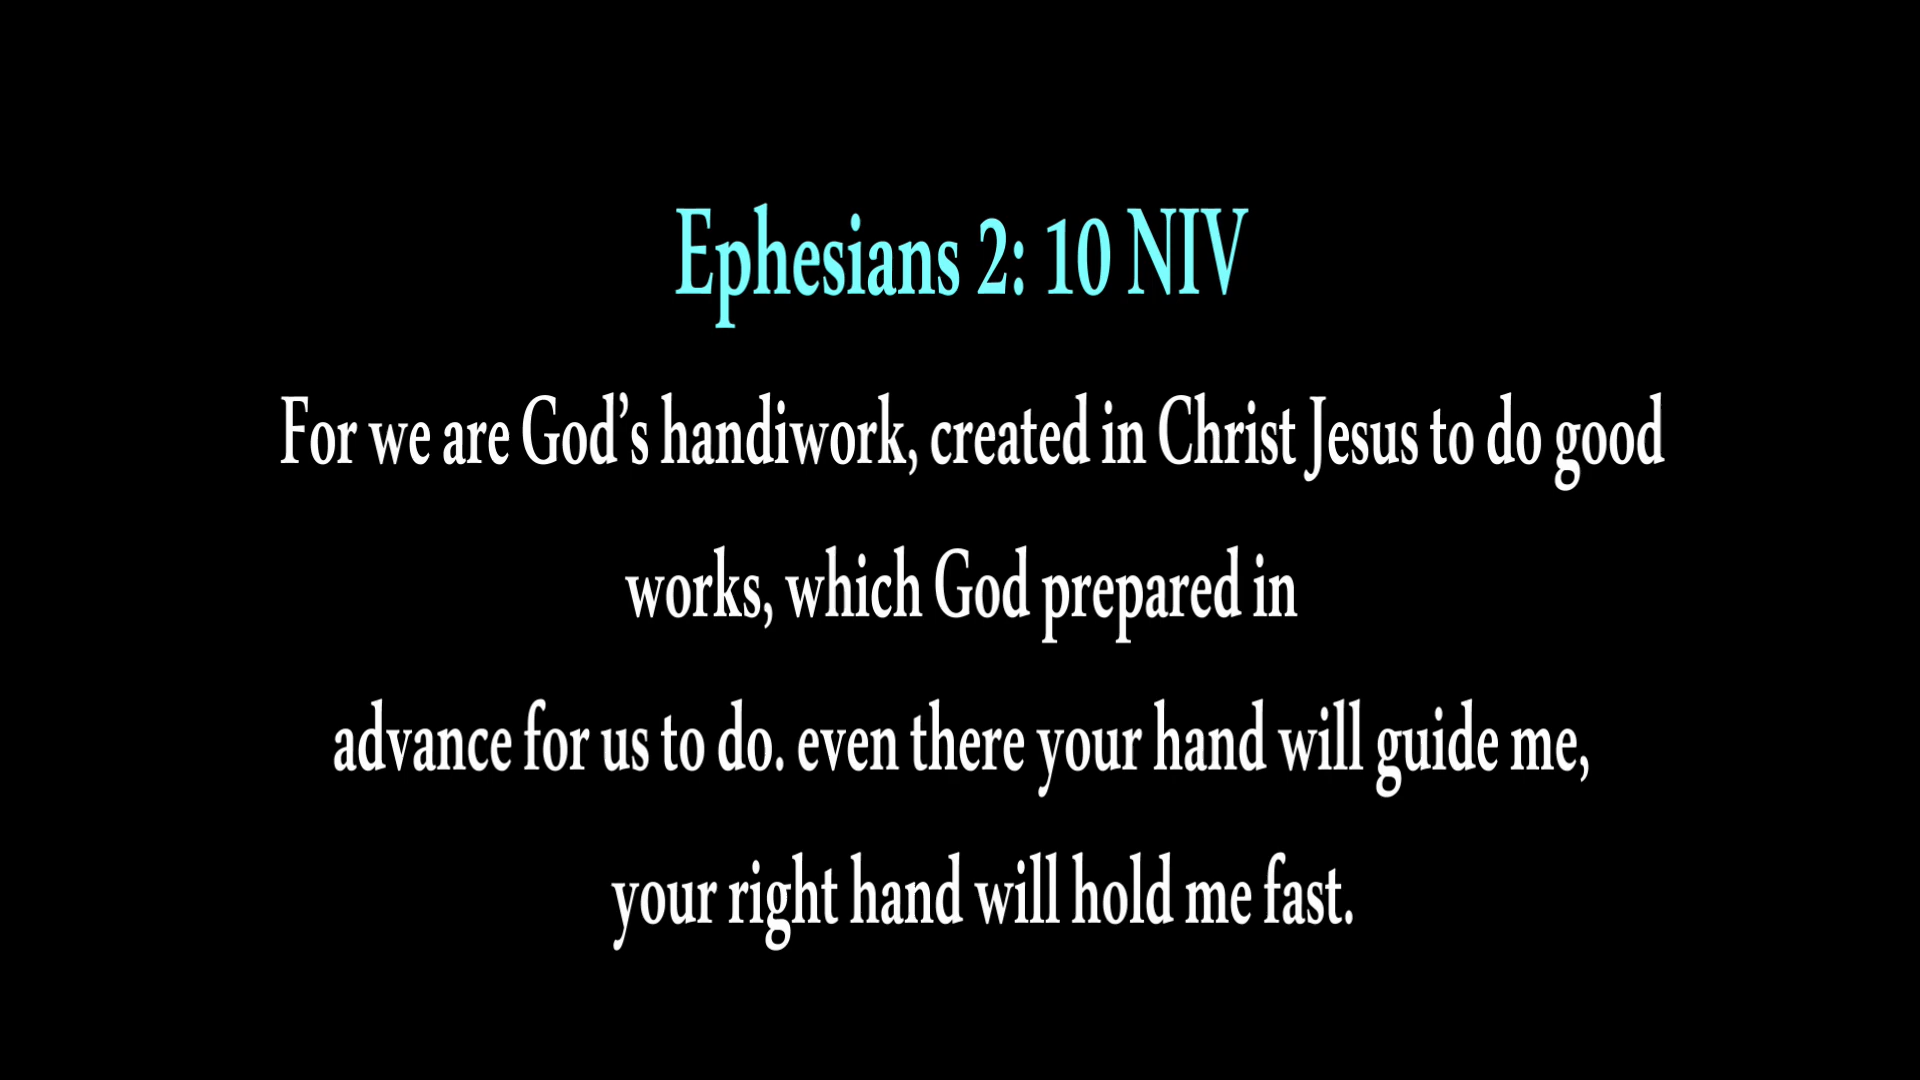 Ephesians 2: 10 NIV
For we are God’s handiwork, created in Christ Jesus to do good
works, which God prepared in
advance for us to do. even there your hand will guide me,
your right hand will hold me fast.